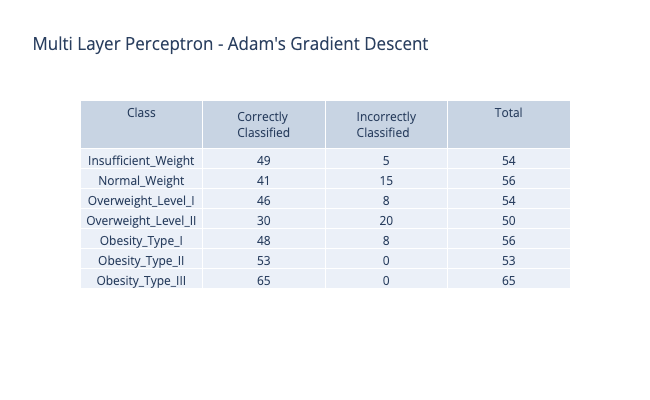 Multi Layer Perceptron - Adam's Gradient Descent
Class Correctly Classified Incorrectly Classified Total
Insufficient_Weight 49 5 54
Normal_Weight 41 15 56
Overweight_Level_I 46 8 54
Overweight_Level_II 30 20 50
Obesity_Type_I 48 8 56
Obesity_Type_II 53 0 53
Obesity_Type_III 65 0 65